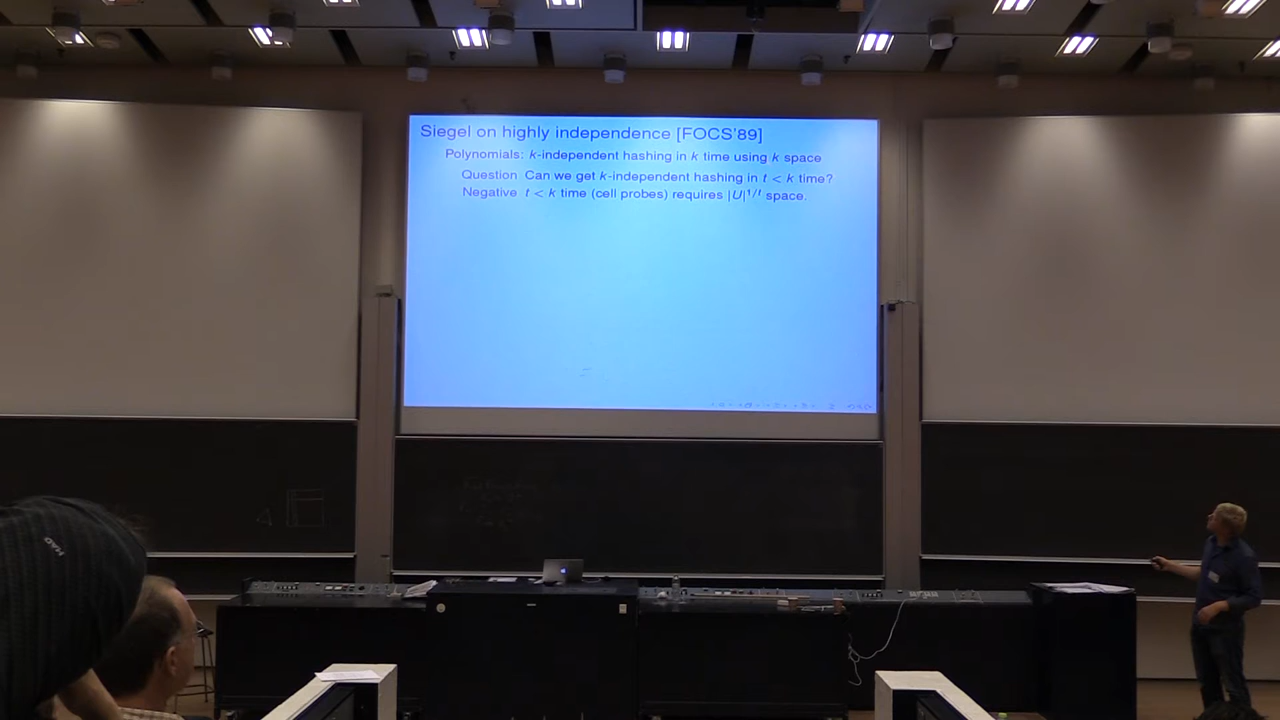 Siegel on highly independence [FOCS'89]
Polynomials: k-independent hashing in k time using k space
Question Can we get k-independent hashing in t < k time?
Negative t < k time (cell probes) requires |U|^{1/t} space.